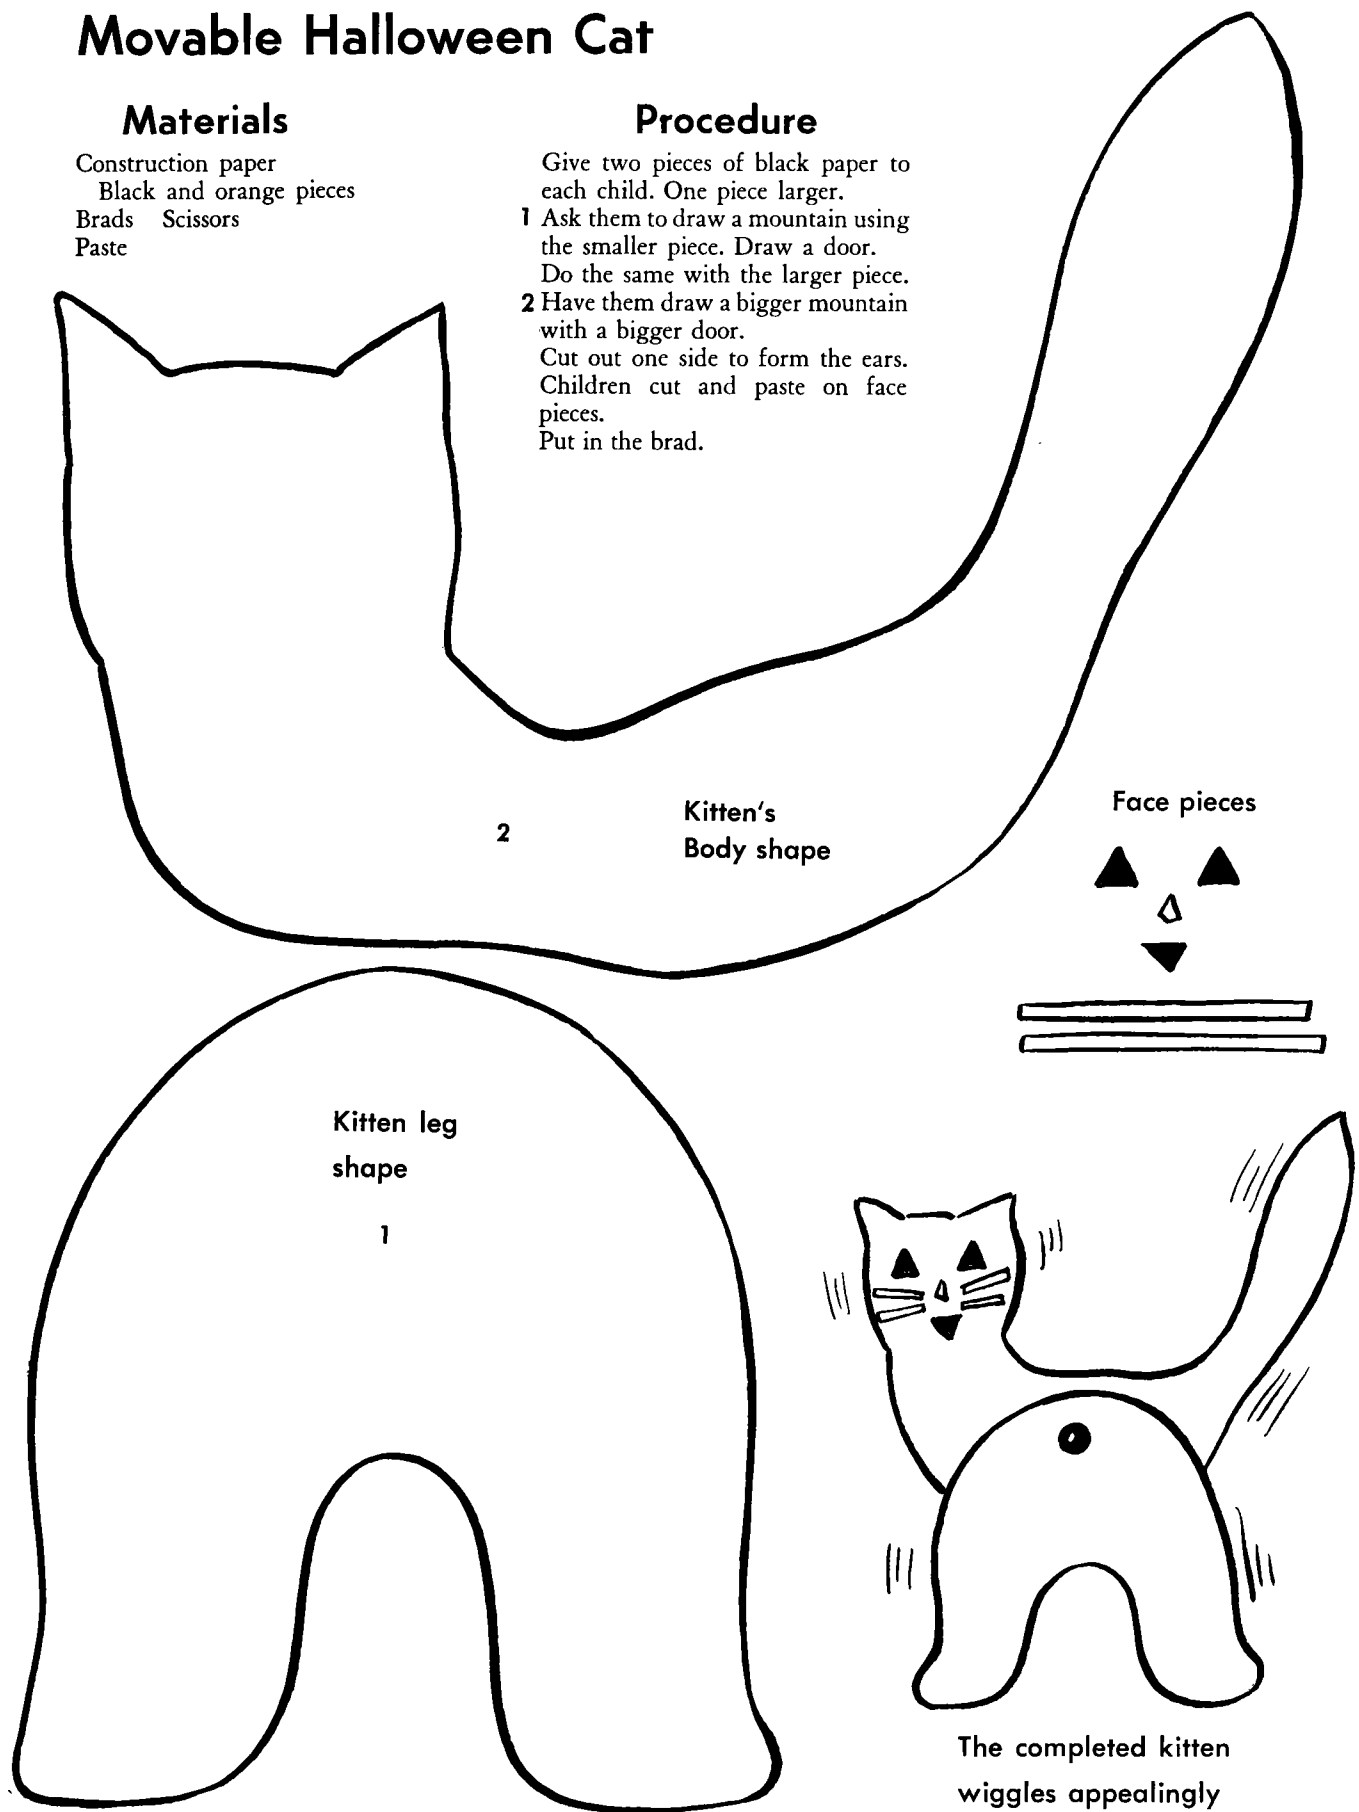 Movable Halloween Cat
Materials
Construction paper
Black and orange pieces
Brads Scissors
Paste
Procedure
Give two pieces of black paper to
each child. One piece larger.
1 Ask them to draw a mountain using
the smaller piece. Draw a door.
Do the same with the larger piece.
2 Have them draw a bigger mountain
with a bigger door.
Cut out one side to form the ears.
Children cut and paste on face
pieces.
Put in the brad.
2
Kitten's
Body shape
Face pieces
Kitten leg
shape
1
The completed kitten
wiggles appealingly